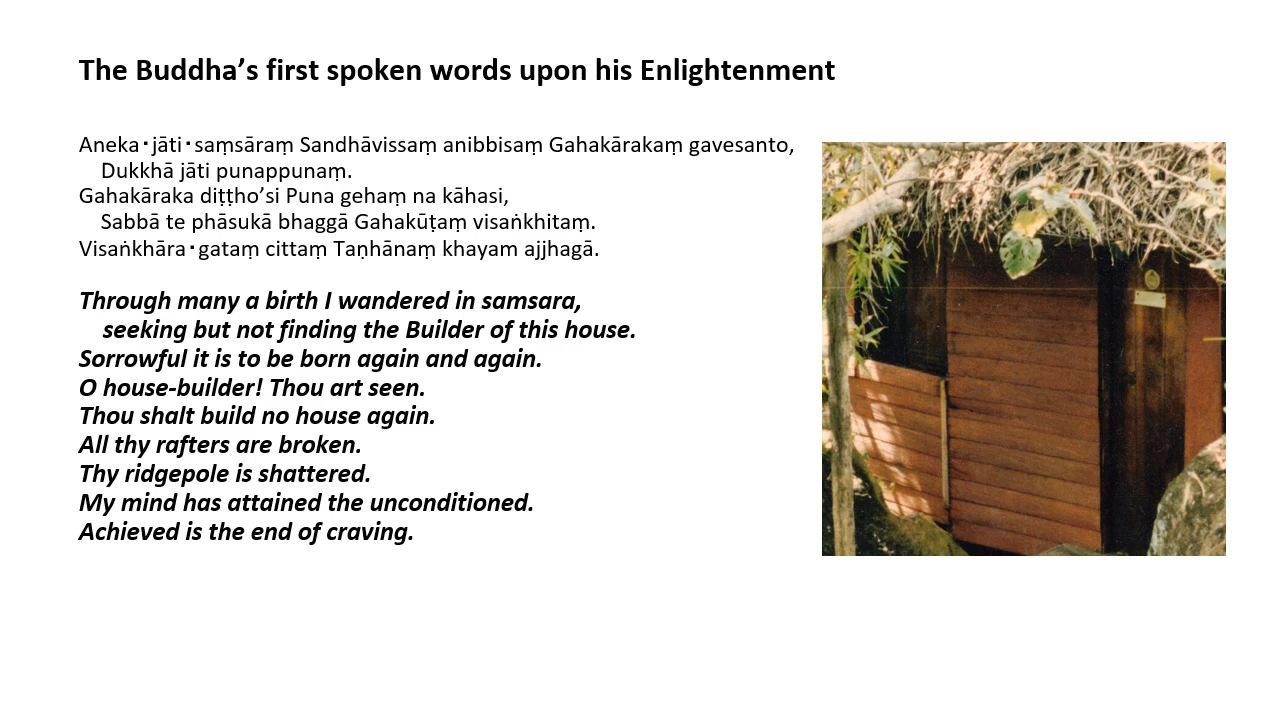 The Buddha’s first spoken words upon his Enlightenment
Aneka･jāti･saṃsāraṃ Sandhāvissaṃ anibbisaṃ Gahakārakaṃ gavesanto,
Dukkhā jāti punappunaṃ.
Gahakāraka diṭṭho’si Puna gehaṃ na kāhasi,
Sabbā te phāsukā bhaggā Gahakūṭaṃ visaṅkhitaṃ.
Visaṅkhāra･gataṃ cittaṃ Taṇhānaṃ khayam ajjhagā.
Through many a birth I wandered in samsara,
seeking but not finding the Builder of this house.
Sorrowful it is to be born again and again.
O house-builder! Thou art seen.
Thou shalt build no house again.
All thy rafters are broken.
Thy ridgepole is shattered.
My mind has attained the unconditioned.
Achieved is the end of craving.